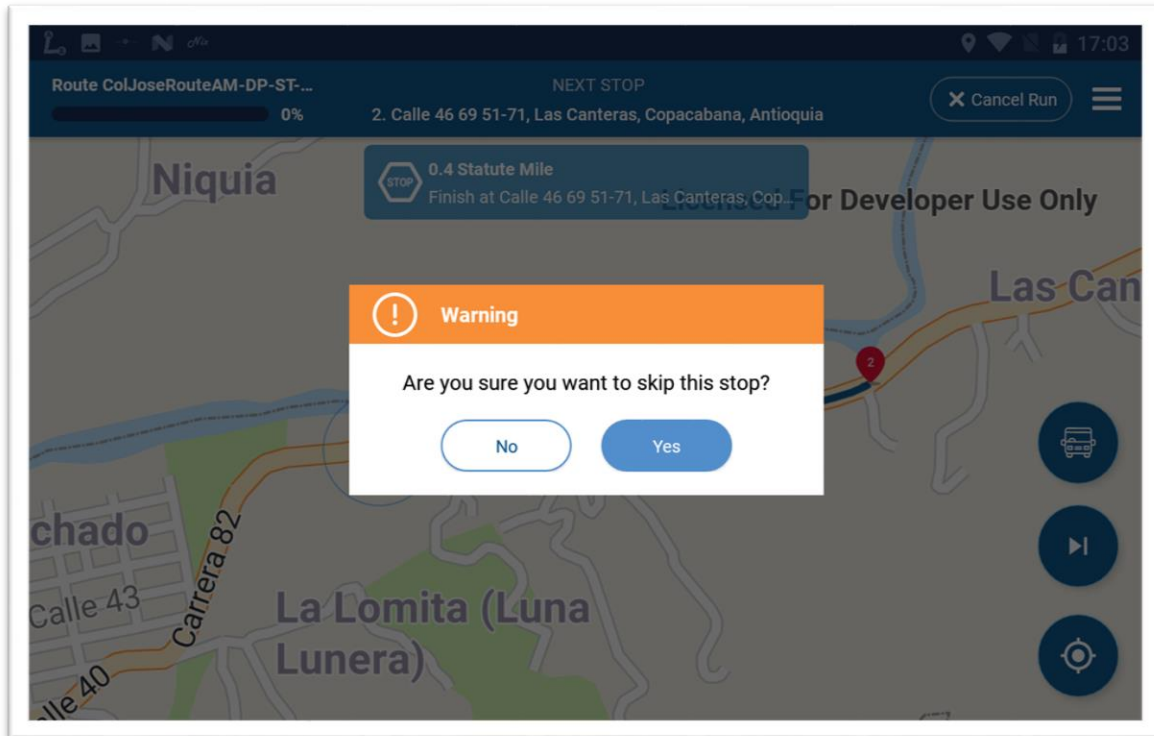 17:03
Route ColJoseRouteAM-DP-ST-...
0%
NEXT STOP
2. Calle 46 69 51-71, Las Canteras, Copacabana, Antioquia
Cancel Run
Niquia
STOP
0.4 Statute Mile
Finish at Calle 46 69 51-71, Las Canteras, Cop...
or Developer Use Only
Las Can
Warning
2
Are you sure you want to skip this stop?
No
Yes
chado
Carrera 82
Calle 43
La Lomita (Luna
Lunera)
lle 40